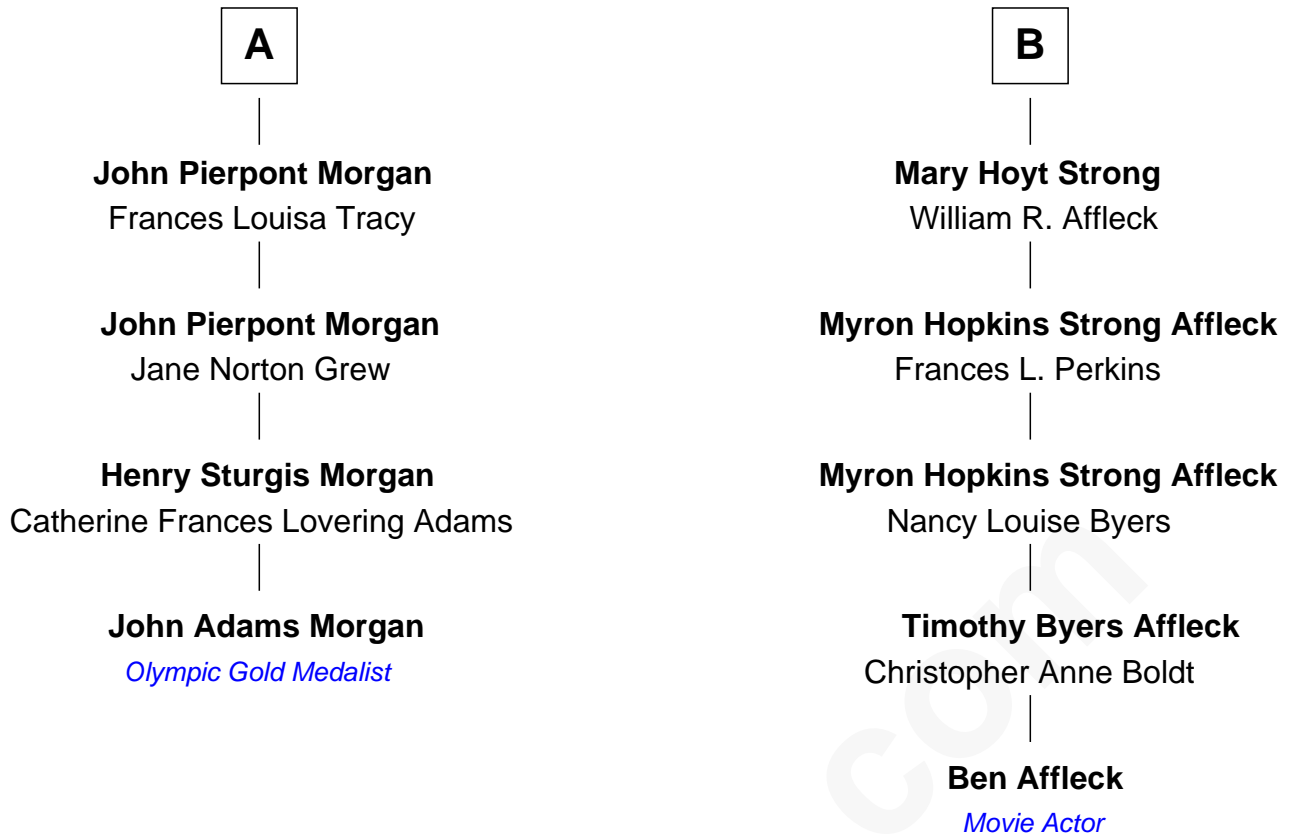 A
John Pierpont Morgan
Frances Louisa Tracy
John Pierpont Morgan
Jane Norton Grew
Henry Sturgis Morgan
Catherine Frances Lovering Adams
John Adams Morgan
Olympic Gold Medalist
B
Mary Hoyt Strong
William R. Affleck
Myron Hopkins Strong Affleck
Frances L. Perkins
Myron Hopkins Strong Affleck
Nancy Louise Byers
Timothy Byers Affleck
Christopher Anne Boldt
Ben Affleck
Movie Actor
com